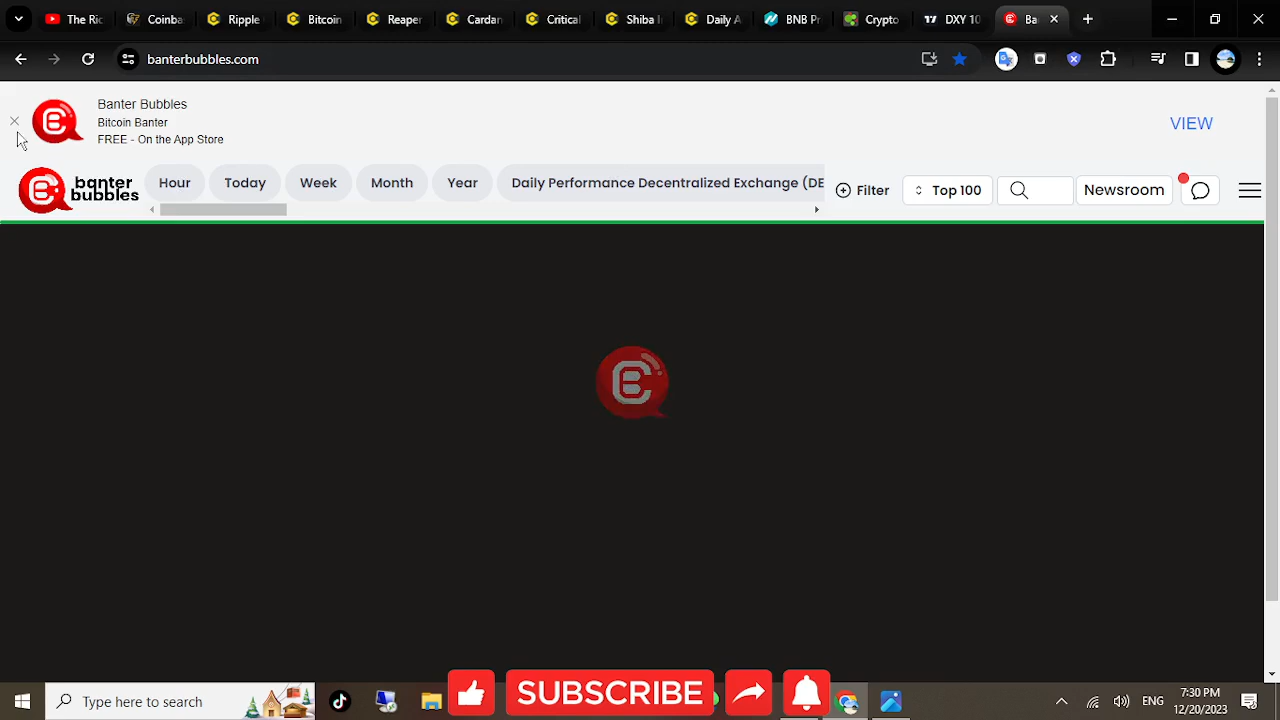 The Ric
Coinba
Ripple
Bitcoin
Reaper
Cardan
Critical
Shiba I
Daily A
BNB Pr
Crypto
DXY 10
Ba
banterbubbles.com
Banter Bubbles
Bitcoin Banter
FREE - On the App Store
VIEW
banter
bubbles
Hour
Today
Week
Month
Year
Daily Performance Decentralized Exchange (DE
Filter
Top 100
Newsroom
SUBSCRIBE
Type here to search
ENG
7:30 PM
12/20/2023